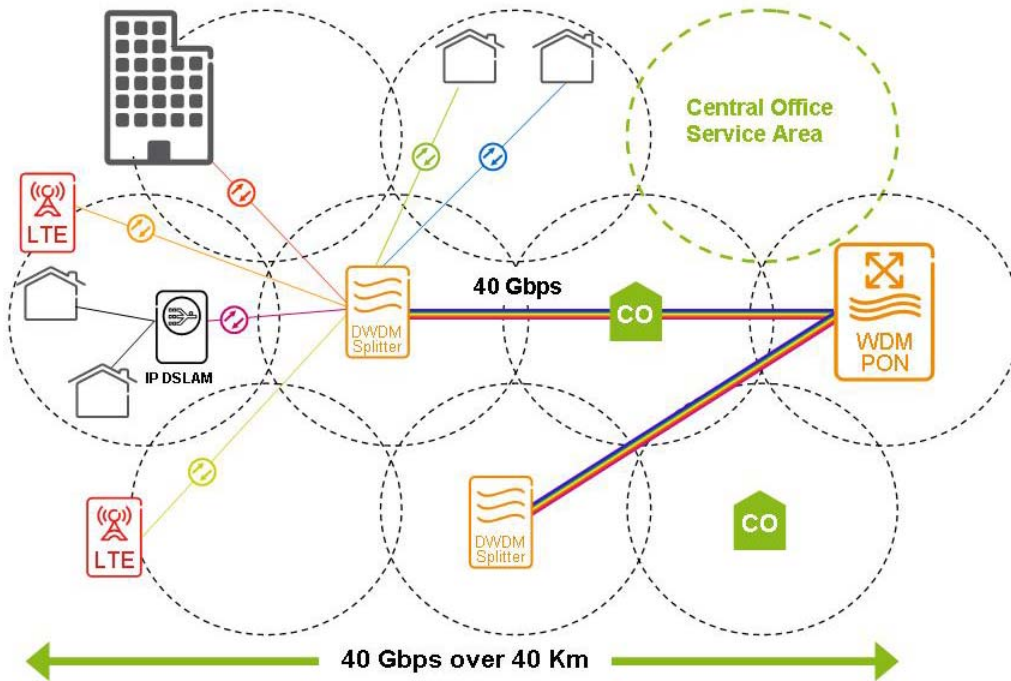 Central Office
Service Area
LTE
40 Gbps
CO
DWDM
Splitter
WDM
PON
IP DSLAM
LTE
DWDM
Splitter
CO
40 Gbps over 40 Km